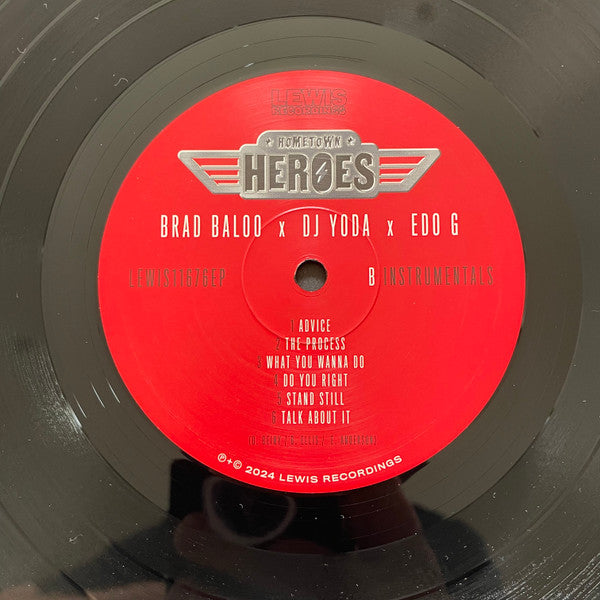 LEWIS
RECORDINGS
HOMETOWN
HEROES
BRAD BALOO x DJ YODA x EDO G
LEWIS11676EP B INSTRUMENTALS
1 ADVICE
2 THE PROCESS
3 WHAT YOU WANNA DO
4 DO YOU RIGHT
5 STAND STILL
6 TALK ABOUT IT
℗+© 2024 LEWIS RECORDINGS